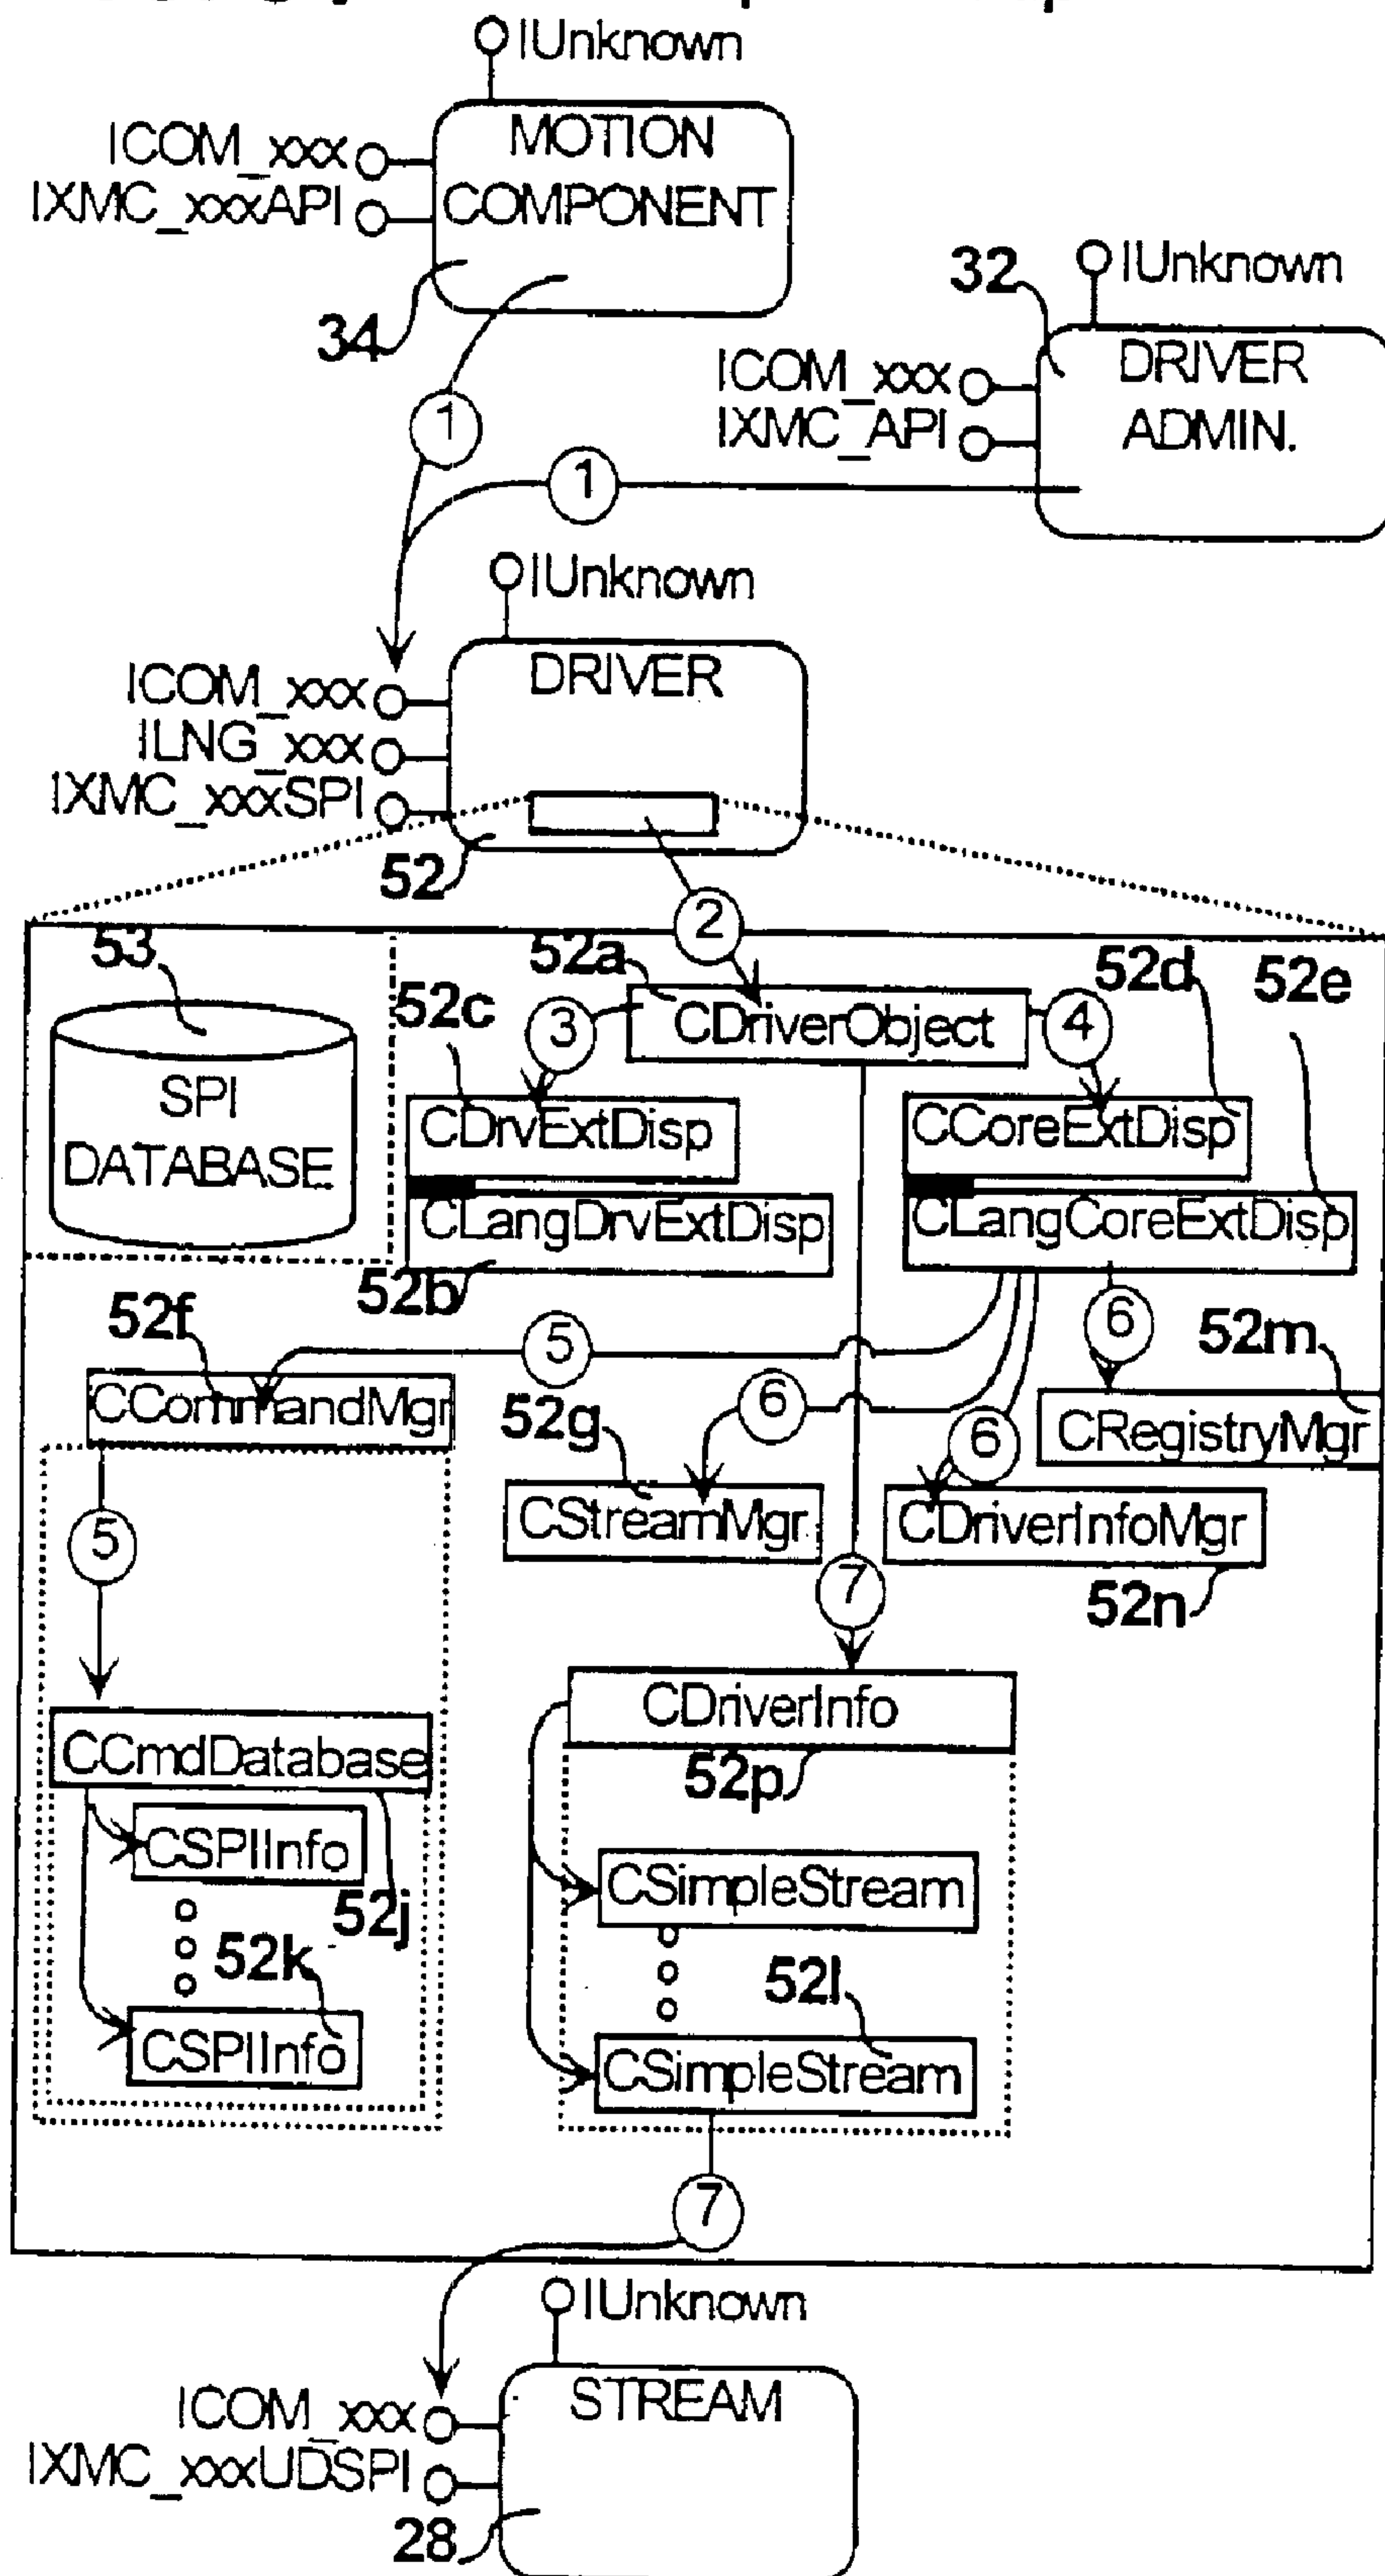 IUnknown
ICOM_xxx
MOTION
IXMC_xxxAPI
COMPONENT
34
32
IUnknown
1
ICOM_xxx
DRIVER
IXMC_API
ADMIN.
1
IUnknown
ICOM_xxx
DRIVER
ILNG_xxx
IXMC_xxxSPI
52
2
53
52a
52d
52e
52c
3
CDriverObject
4
SPI
DATABASE
CDrvExtDisp
CCoreExtDisp
CLangDrvExtDisp
CLangCoreExtDisp
52b
52f
5
6
52m
CCommandMgr
52g
6
6
CRegistryMgr
5
CStreamMgr
CDriverInfoMgr
7
52n
CCmdDatabase
CDriverInfo
52p
CSPIInfo
52j
CSimpleStream
52k
52l
CSPIInfo
CSimpleStream
7
IUnknown
ICOM_xxx
STREAM
IXMC_xxxUDSPI
28